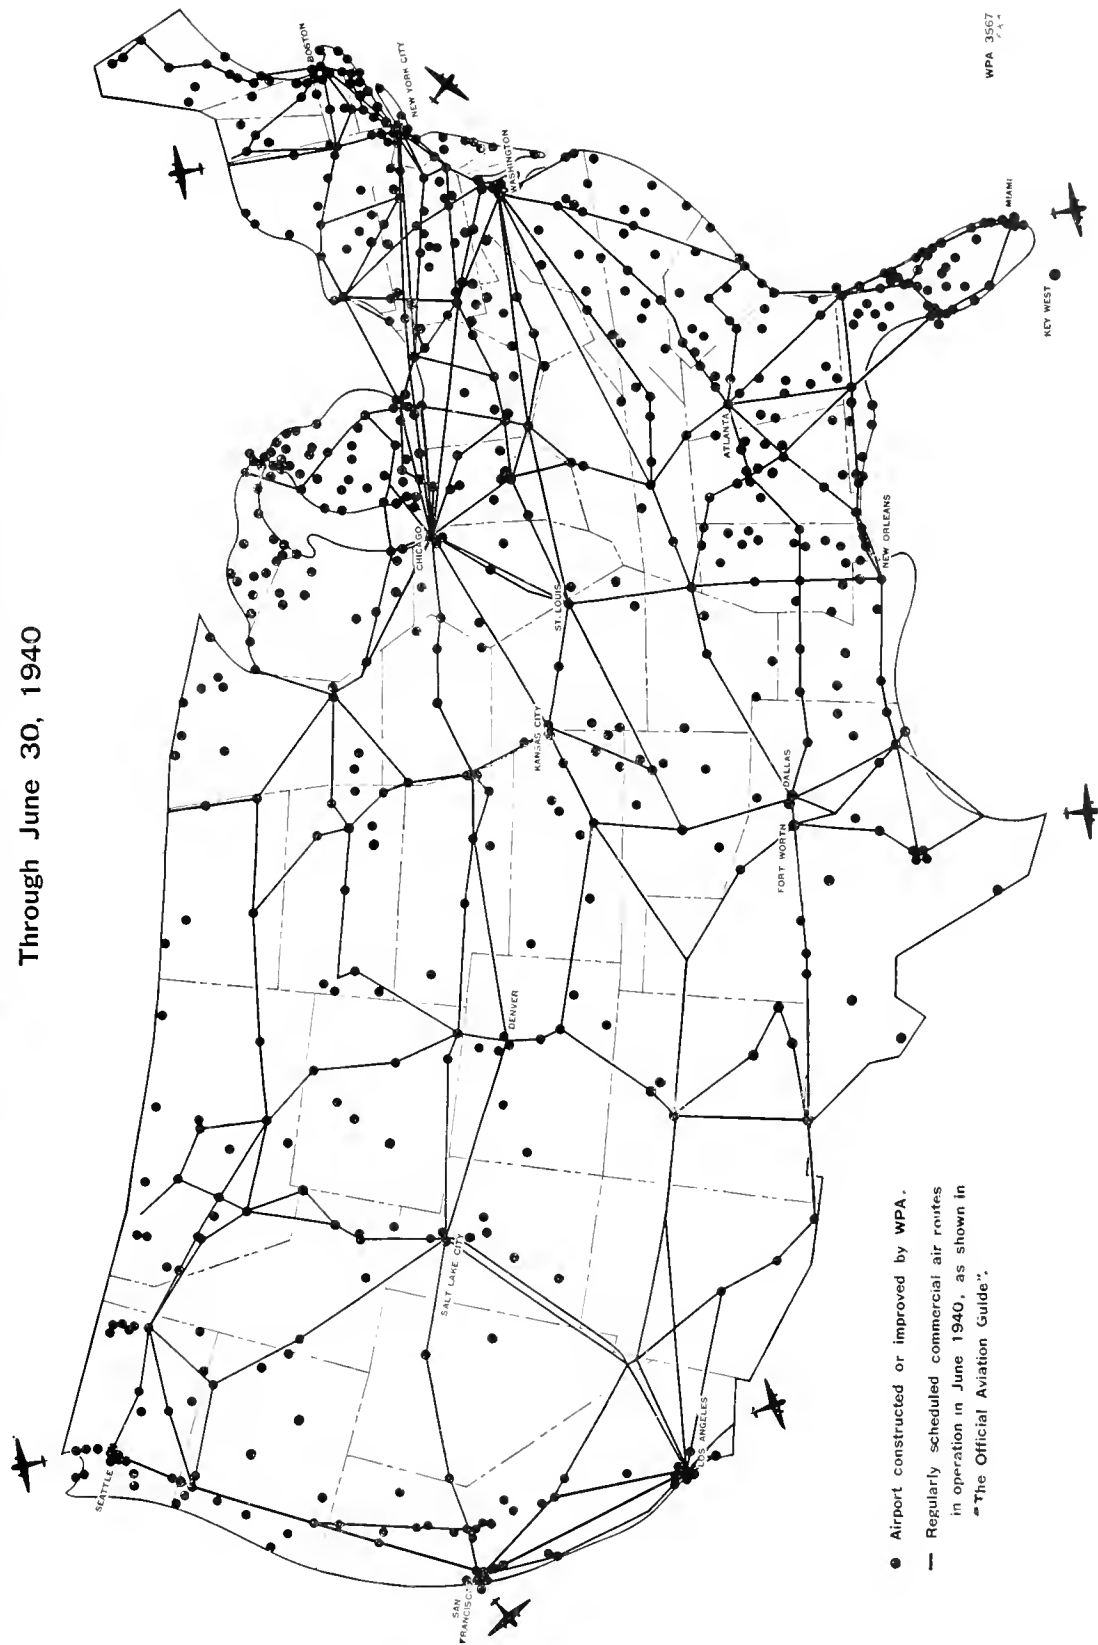 Through June 30, 1940
SEATTLE
SAN
FRANCISCO
LOS ANGELES
SALT LAKE CITY
DENVER
FORT WORTH
DALLAS
KANSAS CITY
ST. LOUIS
CHICAGO
NEW ORLEANS
ATLANTA
WASHINGTON
NEW YORK CITY
BOSTON
MIAMI
KEY WEST
Airport constructed or improved by WPA.
Regularly scheduled commercial air routes
in operation in June 1940, as shown in
"The Official Aviation Guide".
WPA 3567